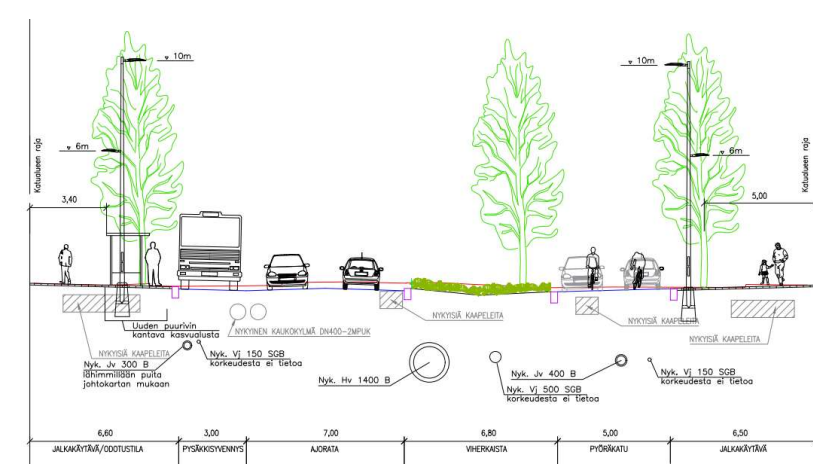 10m
10m
6m
6m
Katualueen raja
Katualueen raja
3,40
5,00
NYKYISIÄ KAAPELEITA
NYKYISIÄ KAAPELEITA
Uuden puurivin
kantava kasvualusta
NYKYINEN KAUKOKYLMÄ DN400-2MPUK
NYKYISIÄ KAAPELEITA
NYKYISIÄ KAAPELEITA
Nyk. Jv 300 B
lähimmillään puita
johtokartan mukaan
Nyk. Vj 150 SGB
korkeudesta ei tietoa
Nyk. Hv 1400 B
Nyk. Vj 500 SGB
korkeudesta ei tietoa
Nyk. Jv 400 B
Nyk. Vj 150 SGB
korkeudesta ei tietoa
6,60
3,00
7,00
6,80
5,00
6,50
JALKAKÄYTÄVÄ/ODOTUSTILA
PYSÄKKISYVENNYS
AJORATA
VIHERKAISTA
PYÖRÄKATU
JALKAKÄYTÄVÄ